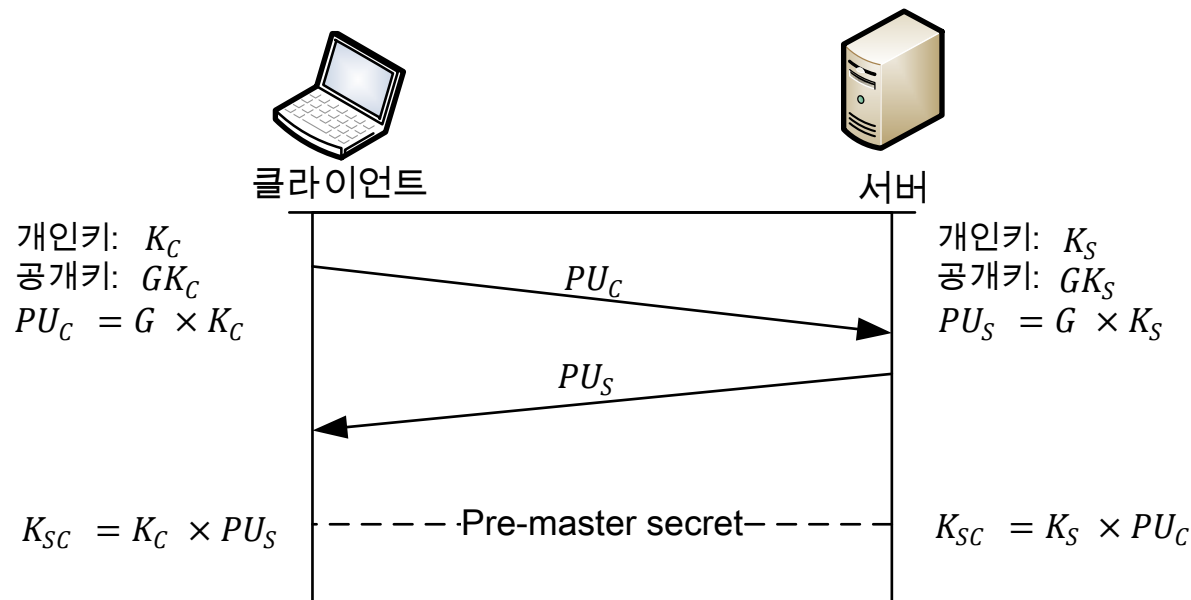 클라이언트
서버
개인키: K_C
공개키: GK_C
PU_C = G × K_C
개인키: K_S
공개키: GK_S
PU_S = G × K_S
PU_C
PU_S
K_SC = K_C × PU_S
Pre-master secret
K_SC = K_S × PU_C